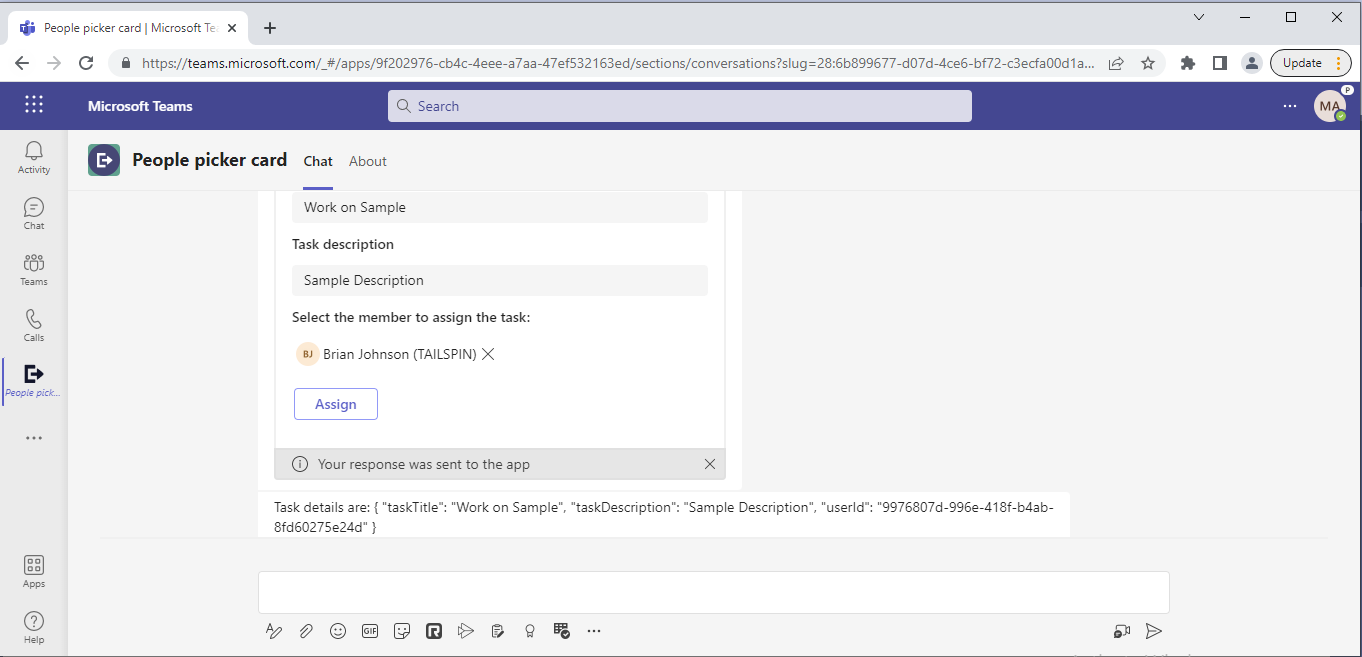 People picker card | Microsoft Te
https://teams.microsoft.com/_#/apps/9f202976-cb4c-4eee-a7aa-47ef532163ed/sections/conversations?slug=28:6b899677-d07d-4ce6-bf72-c3ecfa00d1a...
Update
Microsoft Teams
Search
MA
P
Activity
Chat
Teams
Calls
People pick...
Apps
Help
People picker card
Chat
About
Work on Sample
Task description
Sample Description
Select the member to assign the task:
BJ
Brian Johnson (TAILSPIN)
Assign
Your response was sent to the app
Task details are: { "taskTitle": "Work on Sample", "taskDescription": "Sample Description", "userId": "9976807d-996e-418f-b4ab-
8fd60275e24d" }
GIF